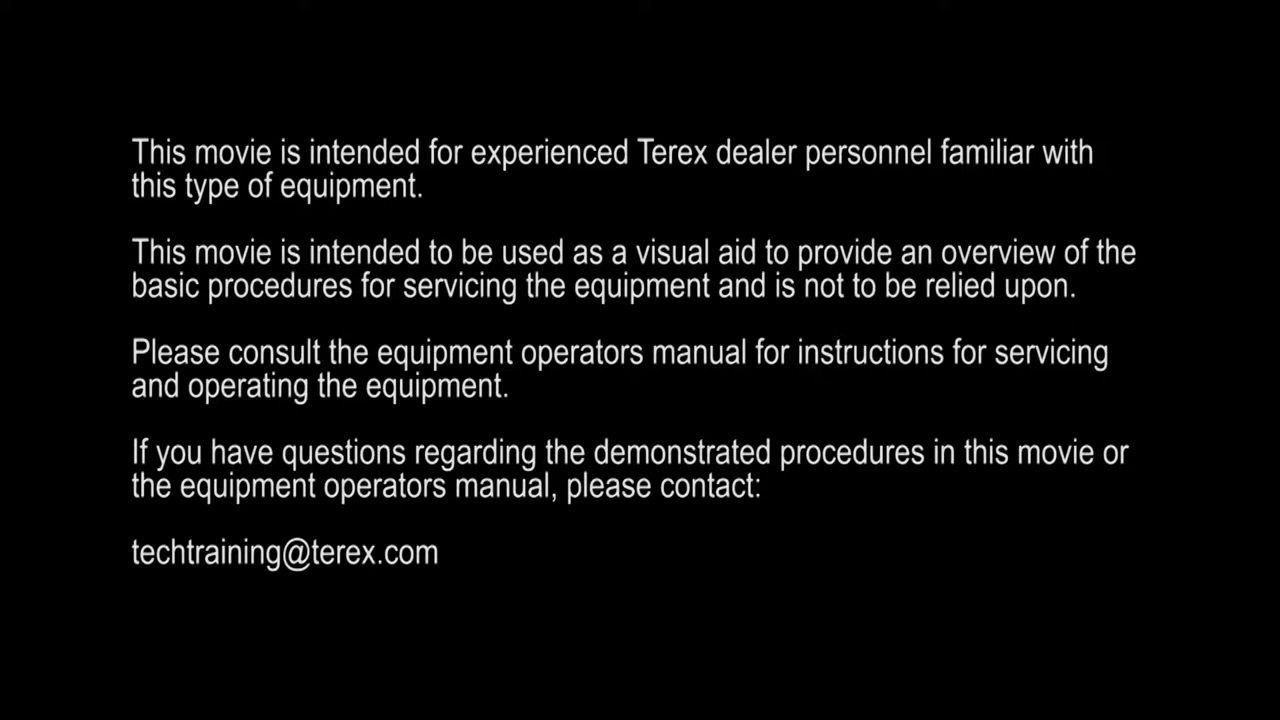 This movie is intended for experienced Terex dealer personnel familiar with
this type of equipment.
This movie is intended to be used as a visual aid to provide an overview of the
basic procedures for servicing the equipment and is not to be relied upon.
Please consult the equipment operators manual for instructions for servicing
and operating the equipment.
If you have questions regarding the demonstrated procedures in this movie or
the equipment operators manual, please contact:
techtraining@terex.com